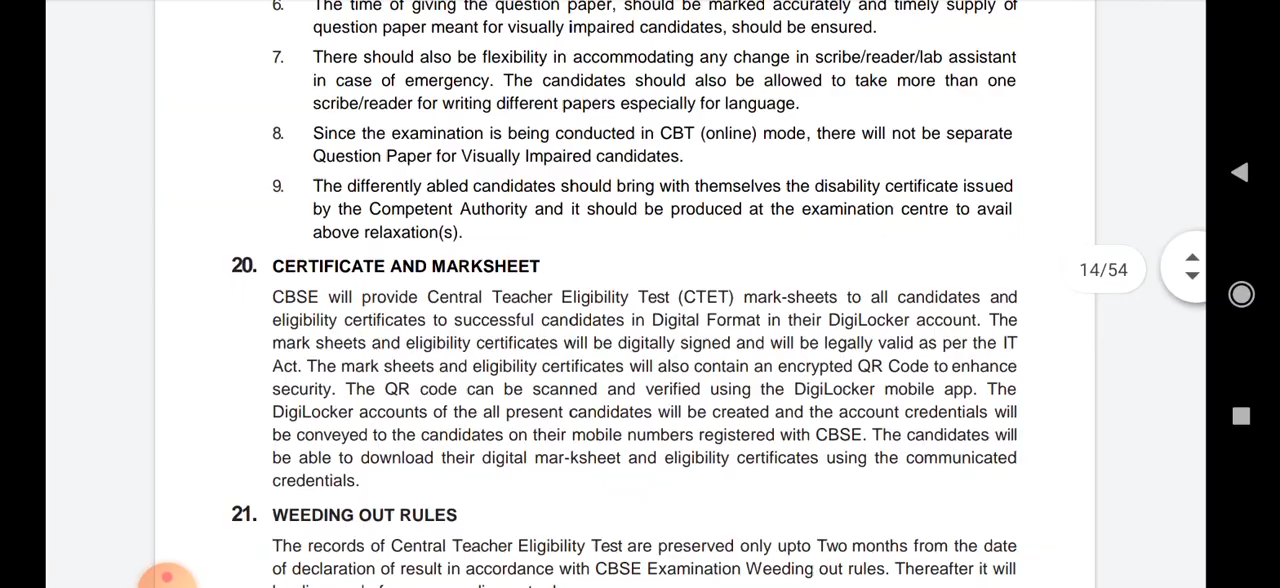 6. The time of giving the question paper, should be marked accurately and timely supply of
question paper meant for visually impaired candidates, should be ensured.
7. There should also be flexibility in accommodating any change in scribe/reader/lab assistant
in case of emergency. The candidates should also be allowed to take more than one
scribe/reader for writing different papers especially for language.
8. Since the examination is being conducted in CBT (online) mode, there will not be separate
Question Paper for Visually Impaired candidates.
9. The differently abled candidates should bring with themselves the disability certificate issued
by the Competent Authority and it should be produced at the examination centre to avail
above relaxation(s).
20. CERTIFICATE AND MARKSHEET
14/54
CBSE will provide Central Teacher Eligibility Test (CTET) mark-sheets to all candidates and
eligibility certificates to successful candidates in Digital Format in their DigiLocker account. The
mark sheets and eligibility certificates will be digitally signed and will be legally valid as per the IT
Act. The mark sheets and eligibility certificates will also contain an encrypted QR Code to enhance
security. The QR code can be scanned and verified using the DigiLocker mobile app. The
DigiLocker accounts of the all present candidates will be created and the account credentials will
be conveyed to the candidates on their mobile numbers registered with CBSE. The candidates will
be able to download their digital mar-ksheet and eligibility certificates using the communicated
credentials.
21. WEEDING OUT RULES
The records of Central Teacher Eligibility Test are preserved only upto Two months from the date
of declaration of result in accordance with CBSE Examination Weeding out rules. Thereafter it will